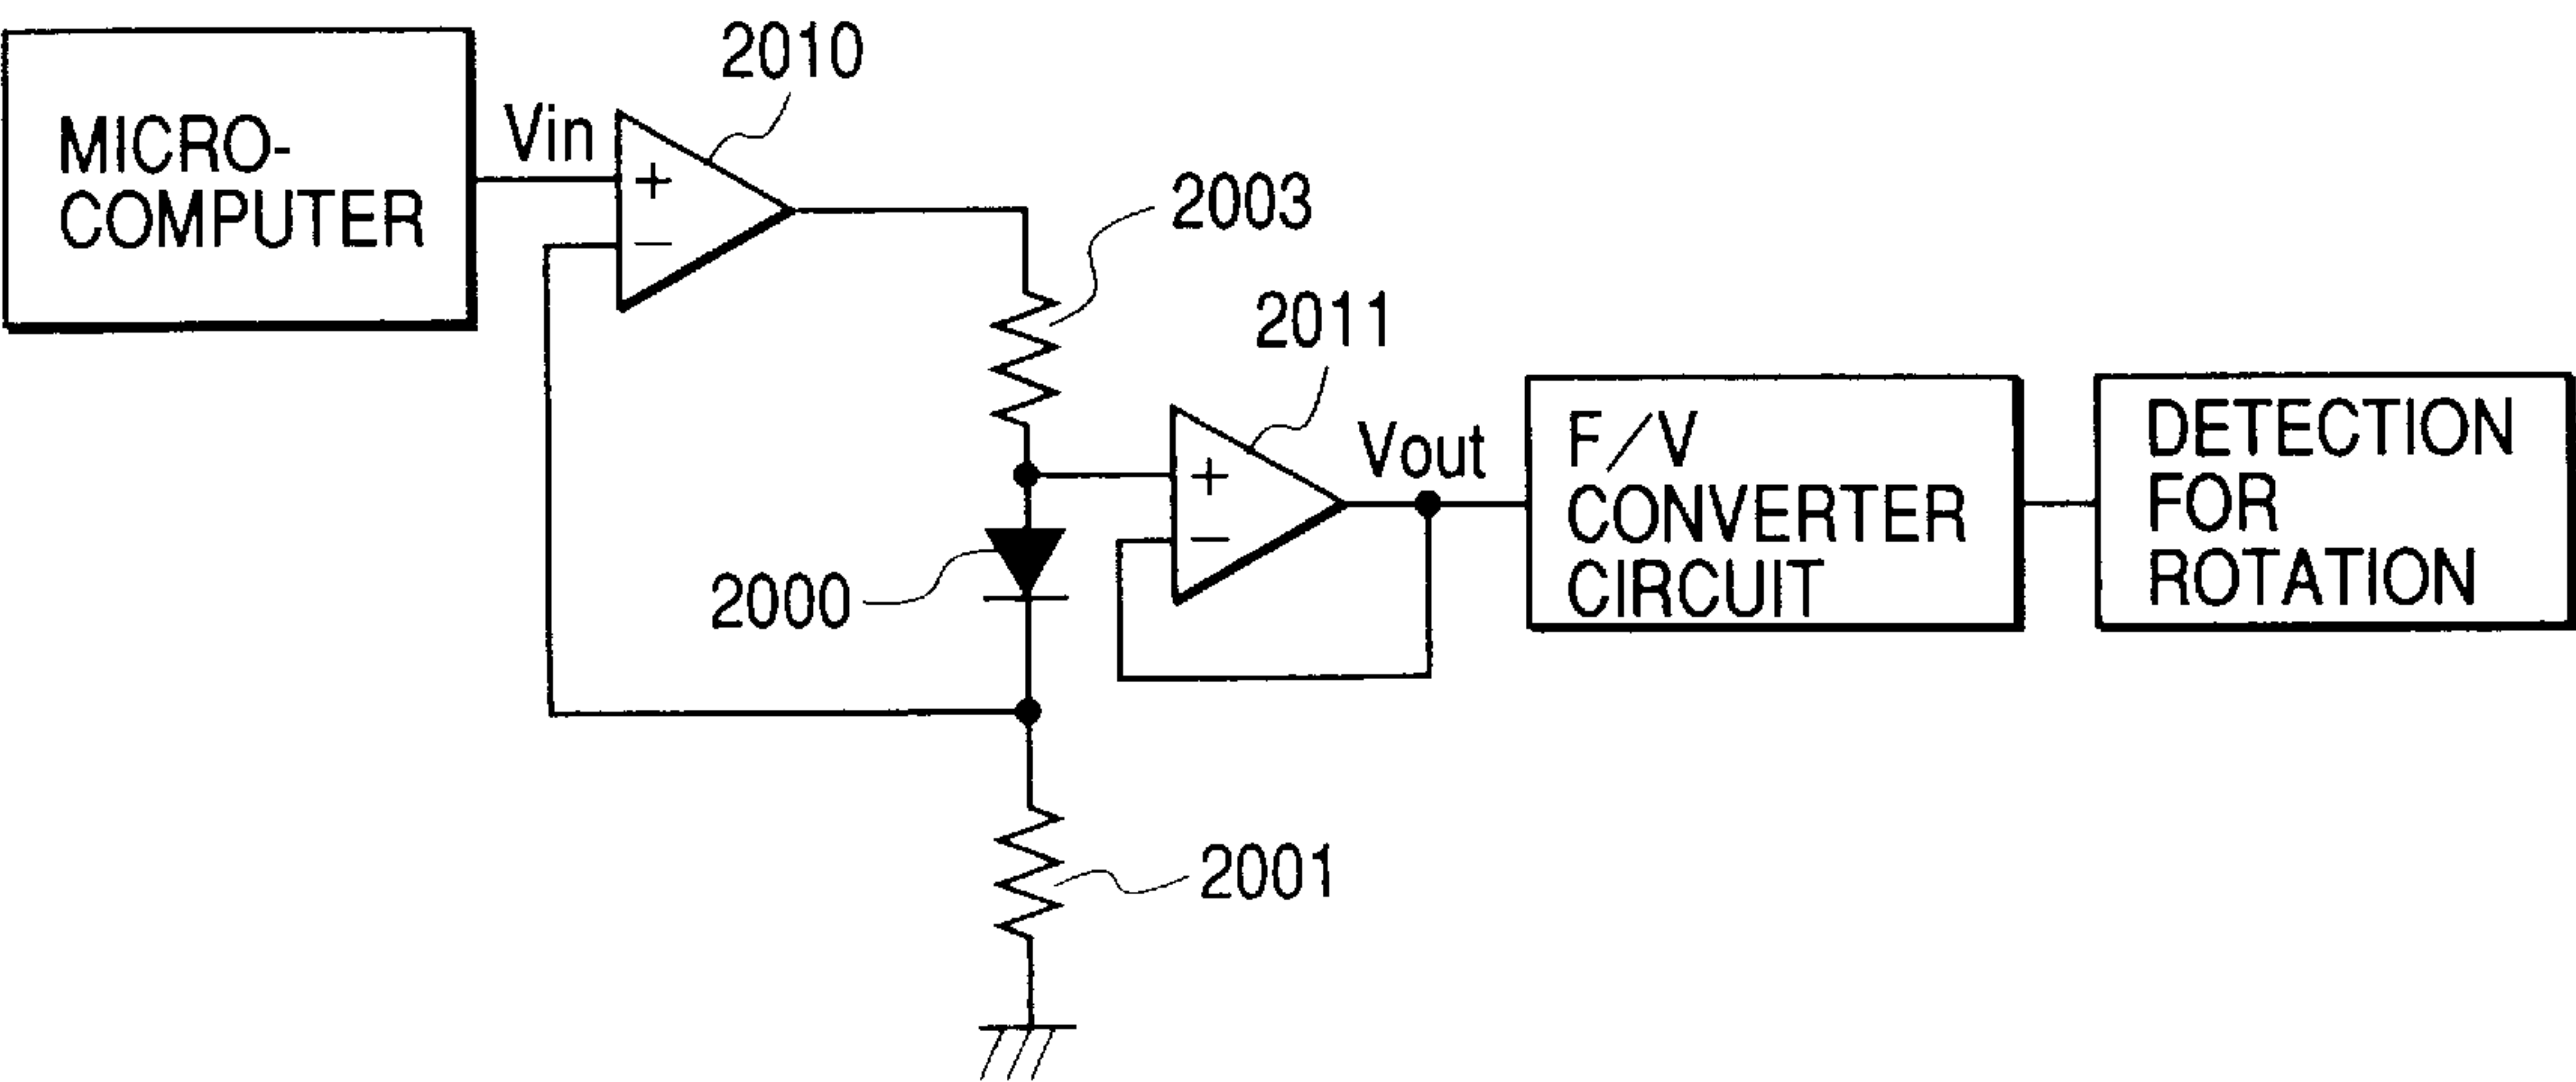 2010
MICRO-
COMPUTER
Vin
+
−
2003
2011
+
−
Vout
F/V
CONVERTER
CIRCUIT
DETECTION
FOR
ROTATION
2000
2001